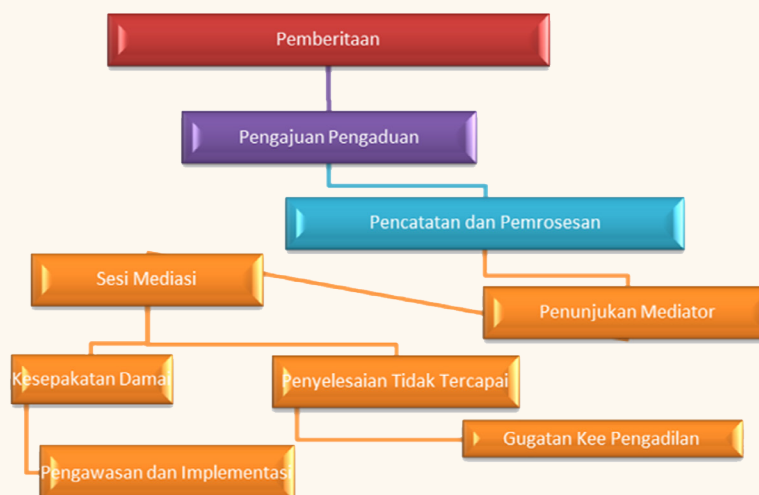 Pemberitaan
Pengajuan Pengaduan
Pencatatan dan Pemrosesan
Sesi Mediasi
Penunjukan Mediator
Kesepakatan Damai
Penyelesaian Tidak Tercapai
Gugatan Kee Pengadilan
Pengawasan dan Implementasi